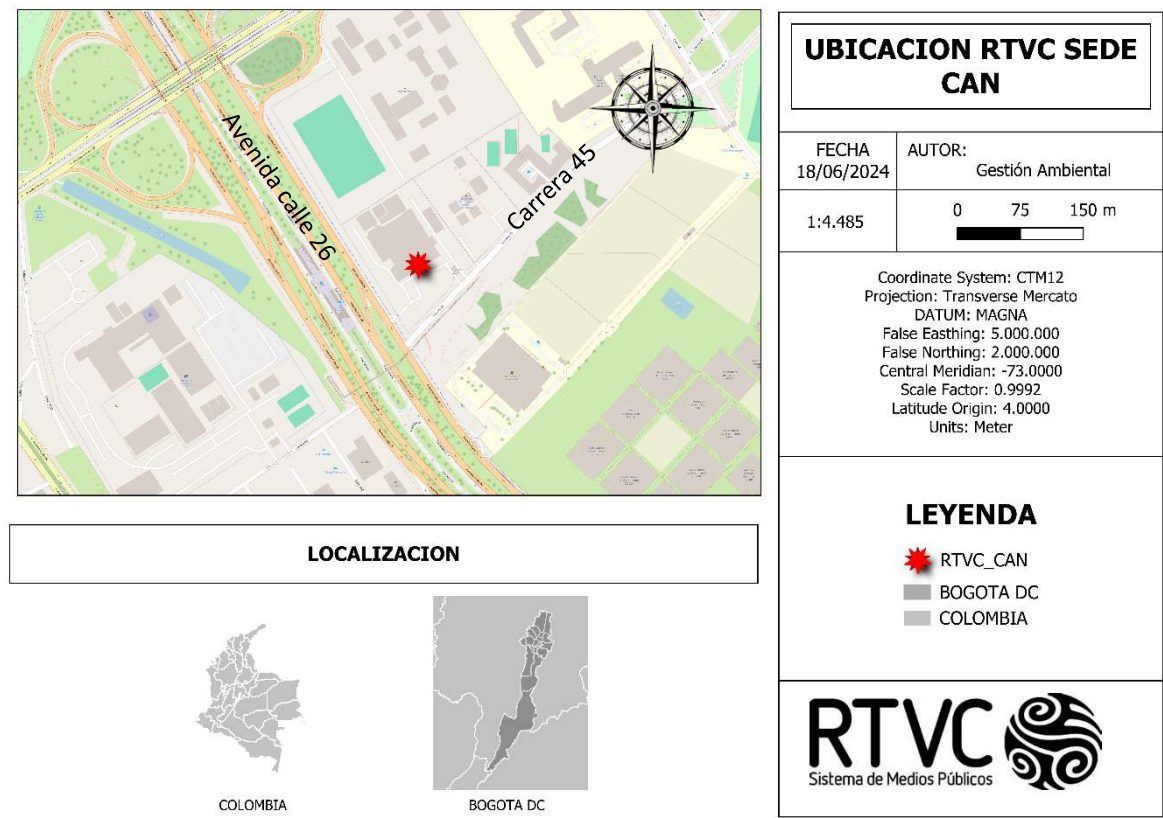 Avenida calle 26
Carrera 45
UBICACION RTVC SEDE
CAN
FECHA
18/06/2024
AUTOR:
Gestión Ambiental
1:4.485
0 75 150 m
Coordinate System: CTM12
Projection: Transverse Mercato
DATUM: MAGNA
False Easthing: 5.000.000
False Northing: 2.000.000
Central Meridian: -73.0000
Scale Factor: 0.9992
Latitude Origin: 4.0000
Units: Meter
LEYENDA
RTVC_CAN
BOGOTA DC
COLOMBIA
LOCALIZACION
COLOMBIA
BOGOTA DC
RTVC
Sistema de Medios Públicos